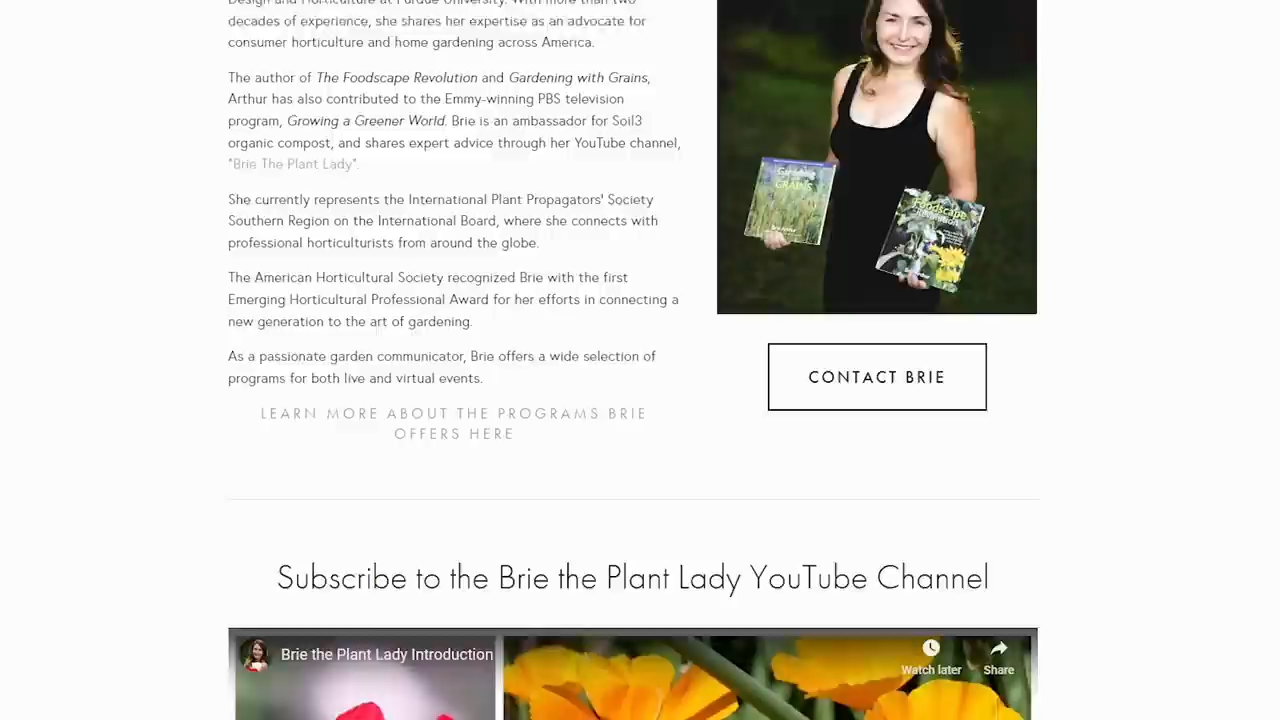 Design and Horticulture at Purdue University. With more than two
decades of experience, she shares her expertise as an advocate for
consumer horticulture and home gardening across America.
The author of The Foodscape Revolution and Gardening with Grains,
Arthur has also contributed to the Emmy-winning PBS television
program, Growing a Greener World. Brie is an ambassador for Soil3
organic compost, and shares expert advice through her YouTube channel,
"Brie The Plant Lady".
She currently represents the International Plant Propagators' Society
Southern Region on the International Board, where she connects with
professional horticulturists from around the globe.
The American Horticultural Society recognized Brie with the first
Emerging Horticultural Professional Award for her efforts in connecting a
new generation to the art of gardening.
As a passionate garden communicator, Brie offers a wide selection of
programs for both live and virtual events.
LEARN MORE ABOUT THE PROGRAMS BRIE
OFFERS HERE
Gardening
GRAINS
Foodscape
Revolution
CONTACT BRIE
Subscribe to the Brie the Plant Lady YouTube Channel
Brie the Plant Lady Introduction
Watch later
Share